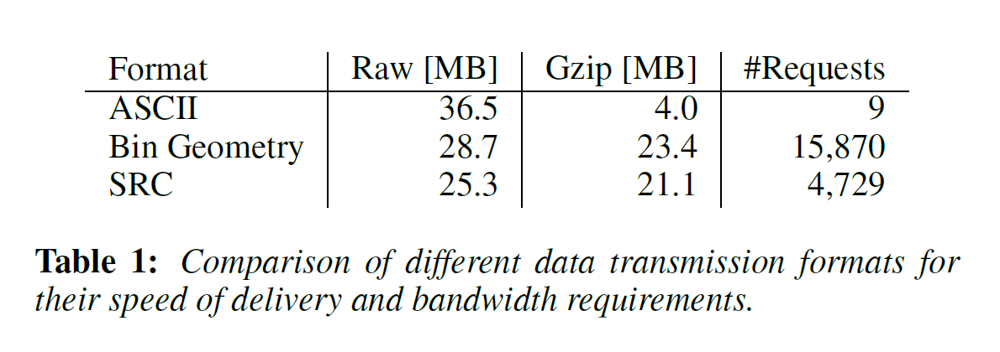 Format Raw [MB] Gzip [MB] #Requests
ASCII 36.5 4.0 9
Bin Geometry 28.7 23.4 15,870
SRC 25.3 21.1 4,729
Table 1: Comparison of different data transmission formats for
their speed of delivery and bandwidth requirements.